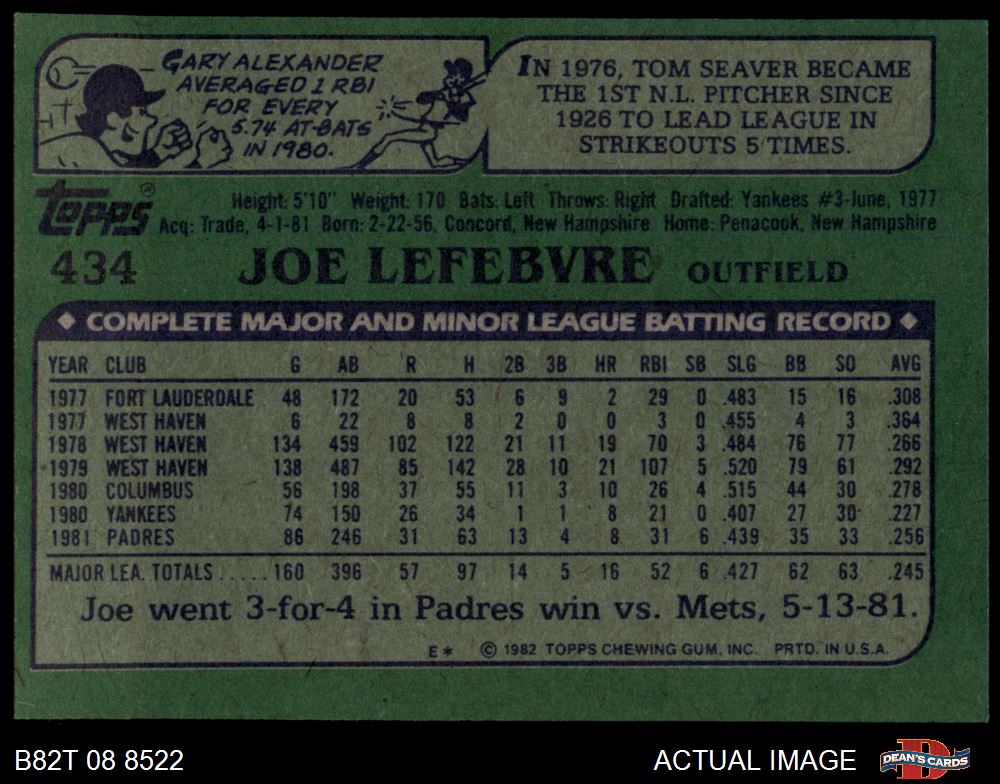 GARY ALEXANDER
AVERAGED 1 RBI
FOR EVERY
5.74 AT-BATS
IN 1980.
IN 1976, TOM SEAVER BECAME
THE 1ST N.L. PITCHER SINCE
1926 TO LEAD LEAGUE IN
STRIKEOUTS 5 TIMES.
Topps®
Height: 5'10" Weight: 170 Bats: Left Throws: Right Drafted: Yankees #3-June, 1977
Acq: Trade, 4-1-81 Born: 2-22-56, Concord, New Hampshire Home: Penacook, New Hampshire
434 JOE LEFEBVRE OUTFIELD
◆ COMPLETE MAJOR AND MINOR LEAGUE BATTING RECORD ◆
YEAR CLUB G AB R H 2B 3B HR RBI SB SLG BB SO AVG
1977 FORT LAUDERDALE 48 172 20 53 6 9 2 29 0 .483 15 16 .308
1977 WEST HAVEN 6 22 8 8 2 0 0 3 0 .455 4 3 .364
1978 WEST HAVEN 134 459 102 122 21 11 19 70 3 .484 76 77 .266
1979 WEST HAVEN 138 487 85 142 28 10 21 107 5 .520 79 61 .292
1980 COLUMBUS 56 198 37 55 11 3 10 26 4 .515 44 30 .278
1980 YANKEES 74 150 26 34 1 1 8 21 0 .407 27 30 .227
1981 PADRES 86 246 31 63 13 4 8 31 6 .439 35 33 .256
MAJOR LEA. TOTALS ..... 160 396 57 97 14 5 16 52 6 .427 62 63 .245
Joe went 3-for-4 in Padres win vs. Mets, 5-13-81.
E* © 1982 TOPPS CHEWING GUM, INC. PRTD. IN U.S.A.
B82T 08 8522 ACTUAL IMAGE DEAN'S CARDS